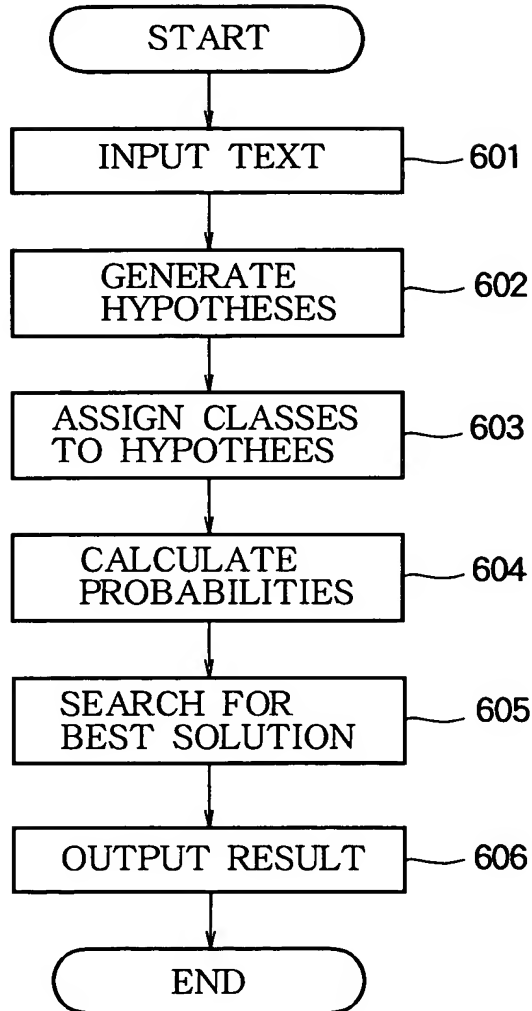 START
INPUT TEXT
601
GENERATE
HYPOTHESES
602
ASSIGN CLASSES
TO HYPOTHEES
603
CALCULATE
PROBABILITIES
604
SEARCH FOR
BEST SOLUTION
605
OUTPUT RESULT
606
END